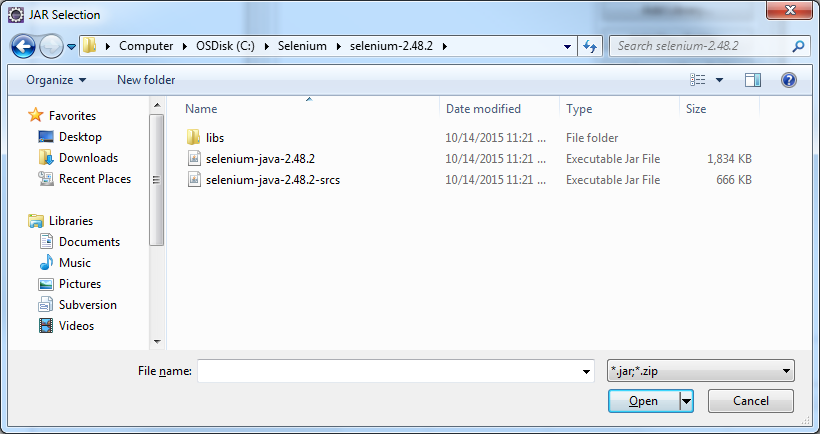 JAR Selection
Computer OSDisk (C:) Selenium selenium-2.48.2 Search selenium-2.48.2
Organize New folder
Name Date modified Type Size
Favorites
Desktop
Downloads
Recent Places
Libraries
Documents
Music
Pictures
Subversion
Videos
libs 10/14/2015 11:21 ... File folder
selenium-java-2.48.2 10/14/2015 11:21 ... Executable Jar File 1,834 KB
selenium-java-2.48.2-srcs 10/14/2015 11:21 ... Executable Jar File 666 KB
File name: *.jar;*.zip
Open Cancel